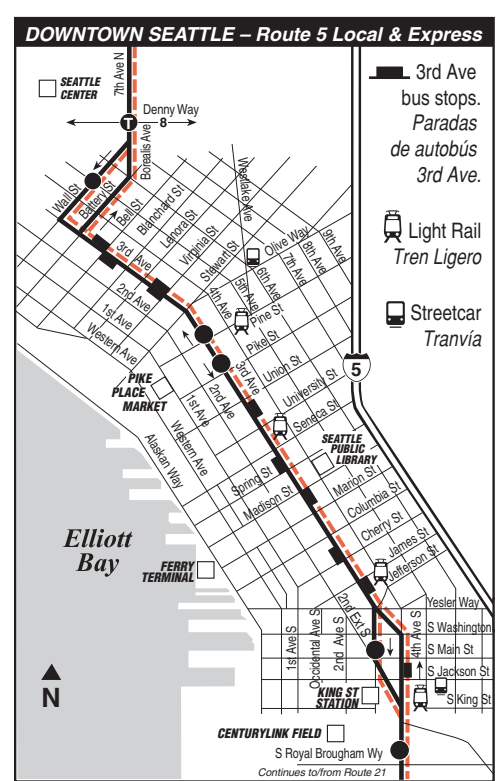 DOWNTOWN SEATTLE – Route 5 Local & Express
7th Ave N
SEATTLE
CENTER
3rd Ave
bus stops.
Paradas
de autobús
3rd Ave.
Denny Way
T
8
Borealis Ave
Wall St
Battery St
Bell St
Blanchard St
Lenora St
Virginia St
Stewart St
Westlake Ave
Olive Way
9th Ave
8th Ave
7th Ave
6th Ave
5th Ave
4th Ave
3rd Ave
2nd Ave
1st Ave
Western Ave
Light Rail
Tren Ligero
Streetcar
Tranvía
Pine St
Pike St
Union St
University St
Seneca St
5
PIKE
PLACE
MARKET
3rd Ave
2nd Ave
1st Ave
Western Ave
Alaskan Way
SEATTLE
PUBLIC
LIBRARY
Spring St
Madison St
Marion St
Columbia St
Cherry St
James St
Jefferson St
Elliott
Bay
FERRY
TERMINAL
Yesler Way
S Washington
S Main St
S Jackson St
S King St
1st Ave S
Occidental Ave S
2nd Ave S
2nd Ext S
4th Ave S
N
KING ST
STATION
CENTURYLINK FIELD
S Royal Brougham Wy
Continues to/from Route 21